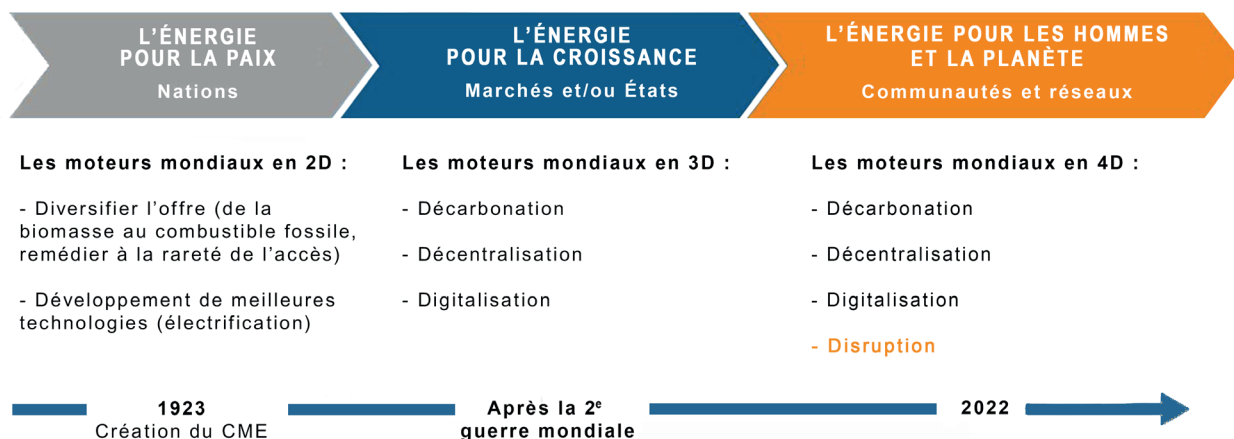 L'ÉNERGIE
POUR LA PAIX
Nations
L'ÉNERGIE
POUR LA CROISSANCE
Marchés et/ou États
L'ÉNERGIE POUR LES HOMMES
ET LA PLANÈTE
Communautés et réseaux
Les moteurs mondiaux en 2D :
- Diversifier l'offre (de la
biomasse au combustible fossile,
remédier à la rareté de l'accès)
- Développement de meilleures
technologies (électrification)
Les moteurs mondiaux en 3D :
- Décarbonation
- Décentralisation
- Digitalisation
Les moteurs mondiaux en 4D :
- Décarbonation
- Décentralisation
- Digitalisation
- Disruption
1923
Création du CME
Après la 2e
guerre mondiale
2022